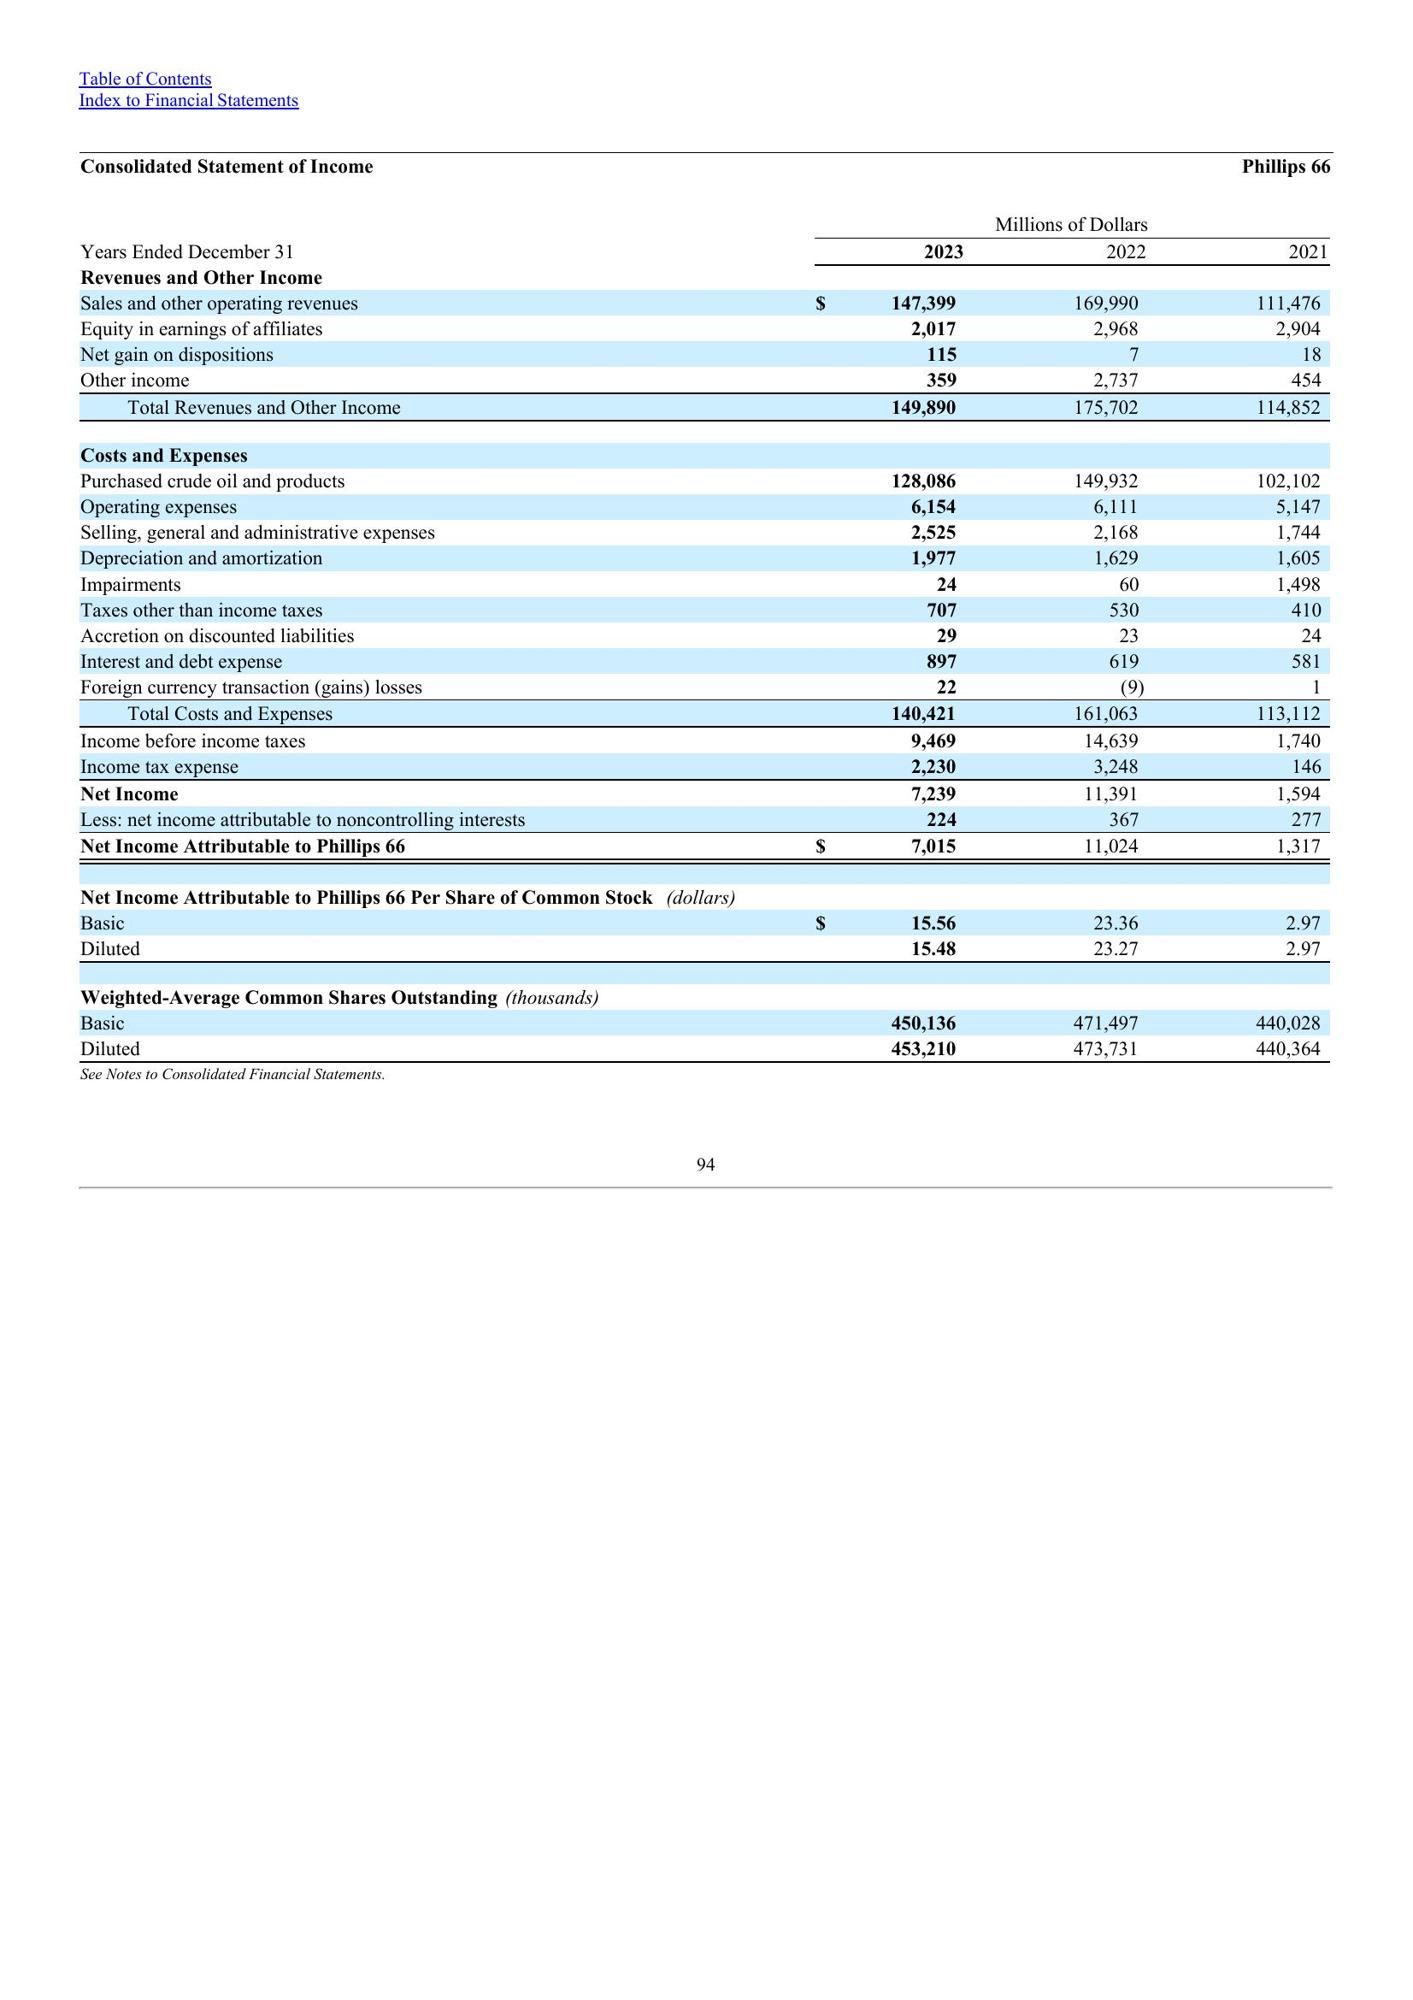 Table of Contents
Index to Financial Statements
Consolidated Statement of Income Phillips 66
Millions of Dollars
Years Ended December 31 2023 2022 2021
Revenues and Other Income
Sales and other operating revenues $ 147,399 169,990 111,476
Equity in earnings of affiliates 2,017 2,968 2,904
Net gain on dispositions 115 7 18
Other income 359 2,737 454
Total Revenues and Other Income 149,890 175,702 114,852
Costs and Expenses
Purchased crude oil and products 128,086 149,932 102,102
Operating expenses 6,154 6,111 5,147
Selling, general and administrative expenses 2,525 2,168 1,744
Depreciation and amortization 1,977 1,629 1,605
Impairments 24 60 1,498
Taxes other than income taxes 707 530 410
Accretion on discounted liabilities 29 23 24
Interest and debt expense 897 619 581
Foreign currency transaction (gains) losses 22 (9) 1
Total Costs and Expenses 140,421 161,063 113,112
Income before income taxes 9,469 14,639 1,740
Income tax expense 2,230 3,248 146
Net Income 7,239 11,391 1,594
Less: net income attributable to noncontrolling interests 224 367 277
Net Income Attributable to Phillips 66 $ 7,015 11,024 1,317
Net Income Attributable to Phillips 66 Per Share of Common Stock (dollars)
Basic $ 15.56 23.36 2.97
Diluted 15.48 23.27 2.97
Weighted-Average Common Shares Outstanding (thousands)
Basic 450,136 471,497 440,028
Diluted 453,210 473,731 440,364
See Notes to Consolidated Financial Statements.
94